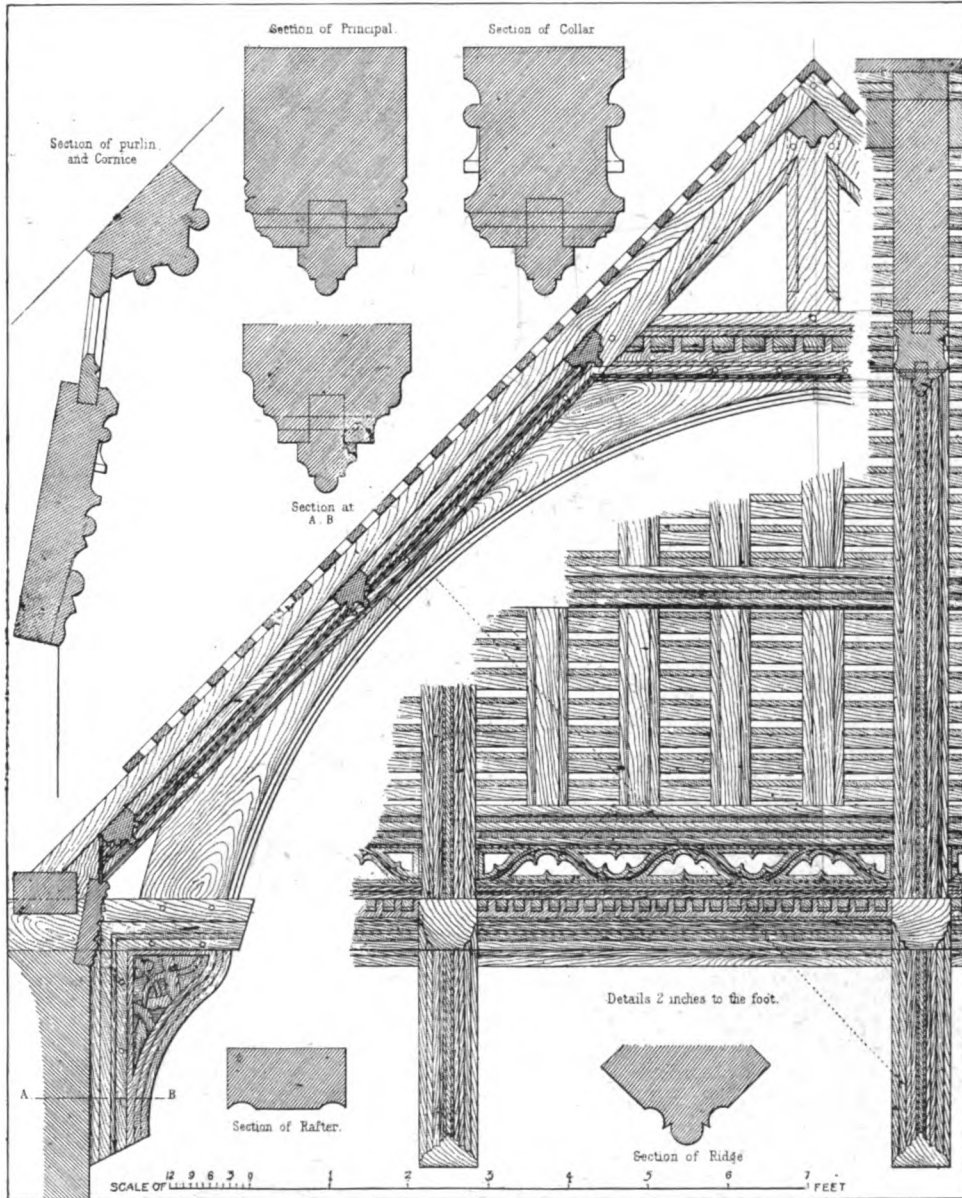 Section of Principal.
Section of Collar
Section of purlin.
and Cornice
Section at
A. B
Details 2 inches to the foot.
A
B
Section of Rafter.
Section of Ridge
SCALE OF 12 9 6 3 0 1 2 3 4 5 6 7 FEET